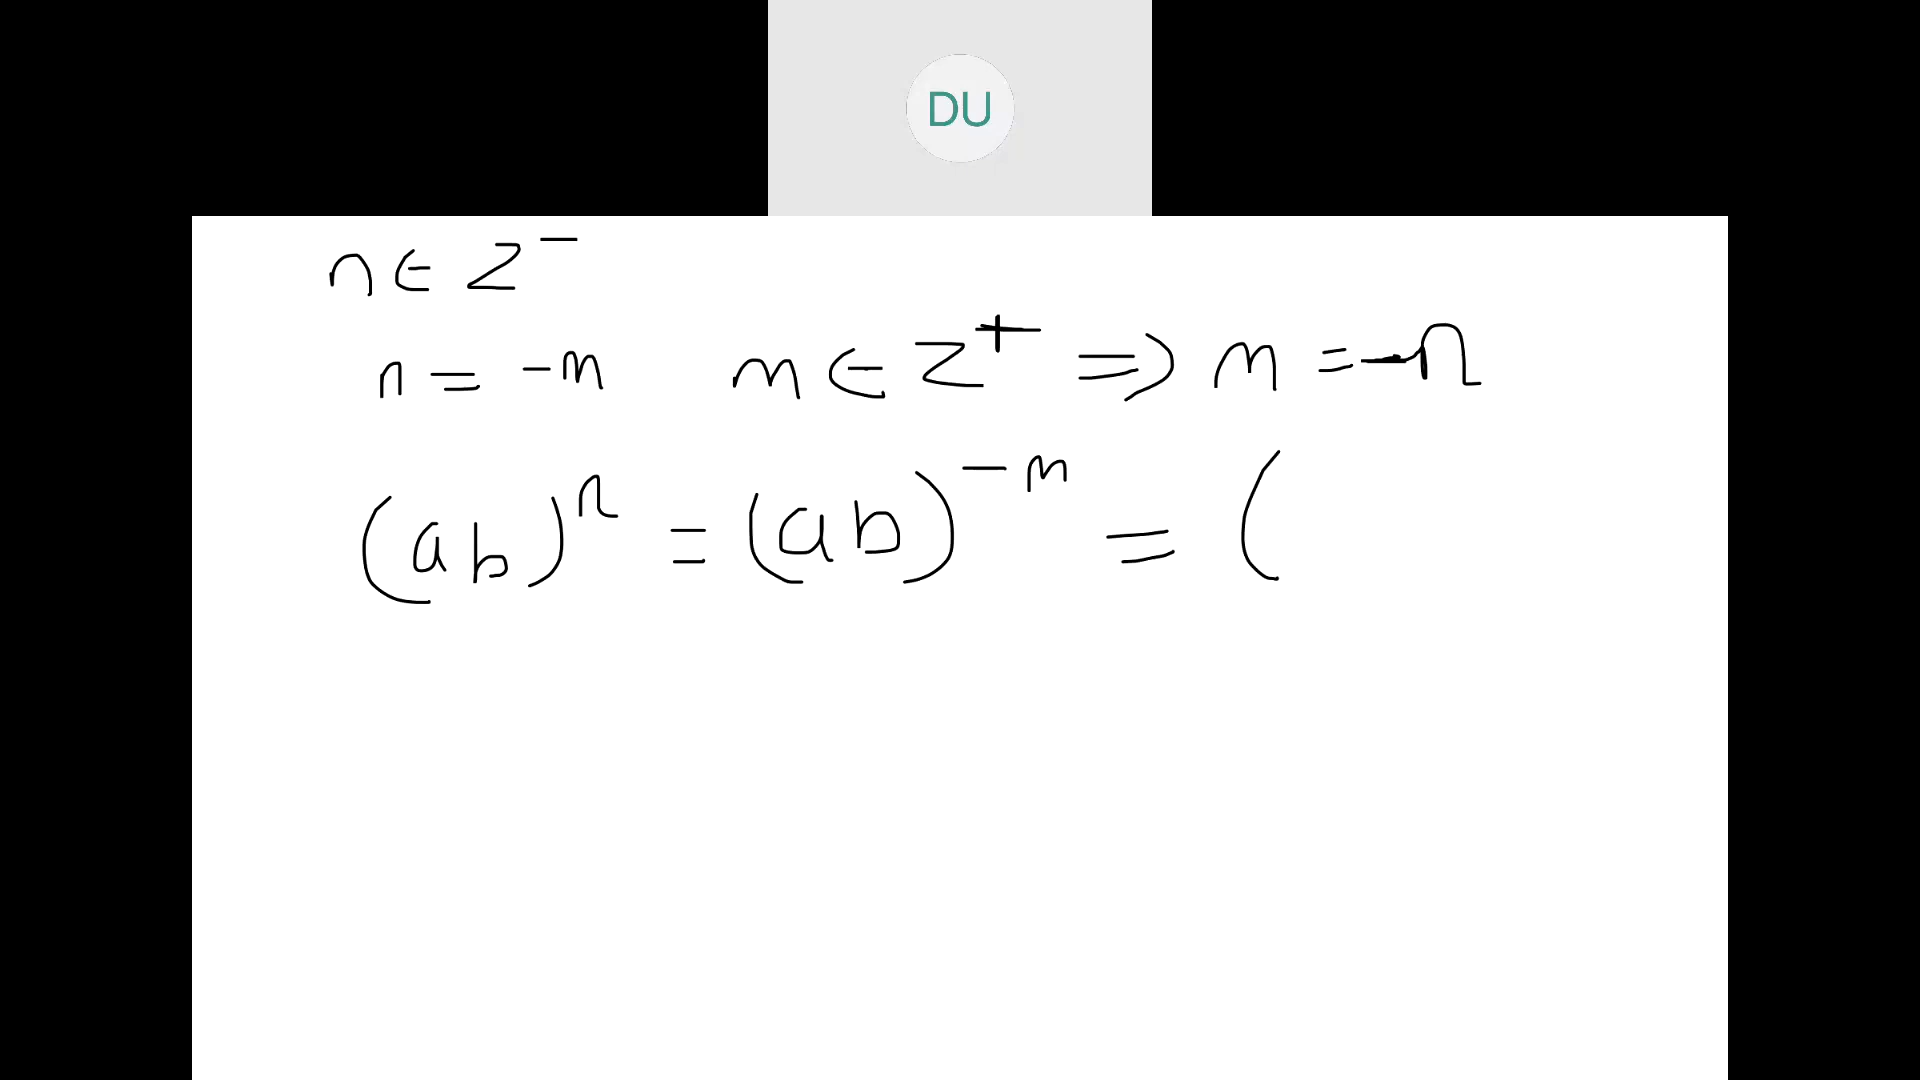 DU
n ∈ Z⁻
n = -m m ∈ Z⁺ ⇒ m = -n
(ab)ⁿ = (ab)⁻ᵐ = (